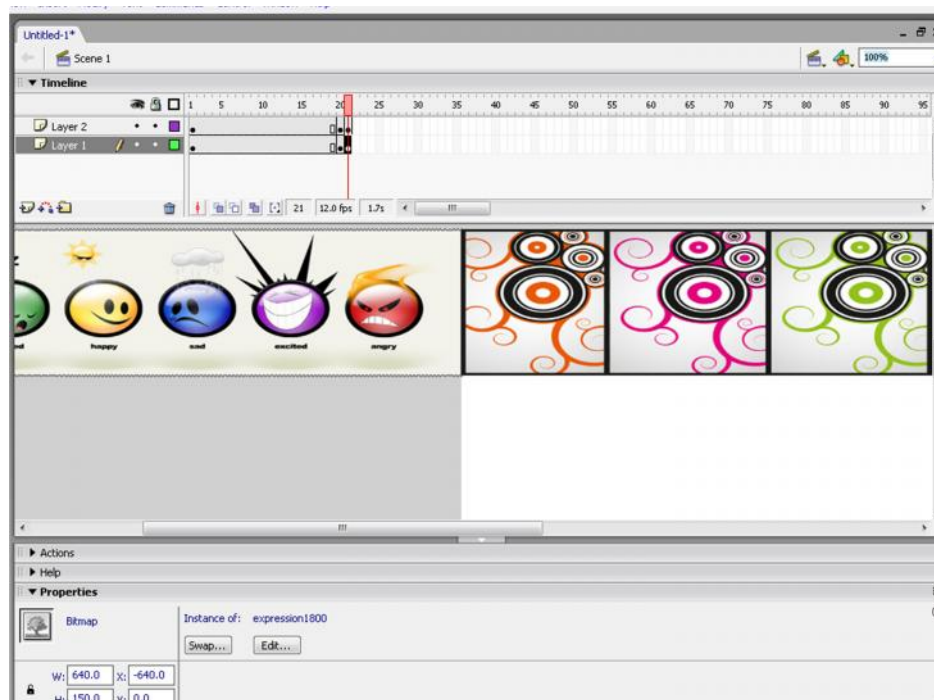 Untitled-1*
Scene 1
100%
Timeline
1 5 10 15 20 25 30 35 40 45 50 55 60 65 70 75 80 85 90 95
Layer 2
Layer 1
21 12.0 fps 1.7s
happy sad excited angry
Actions
Help
Properties
Bitmap
Instance of: expression1800
Swap... Edit...
W: 640.0 X: -640.0
H: 150.0 Y: 0.0